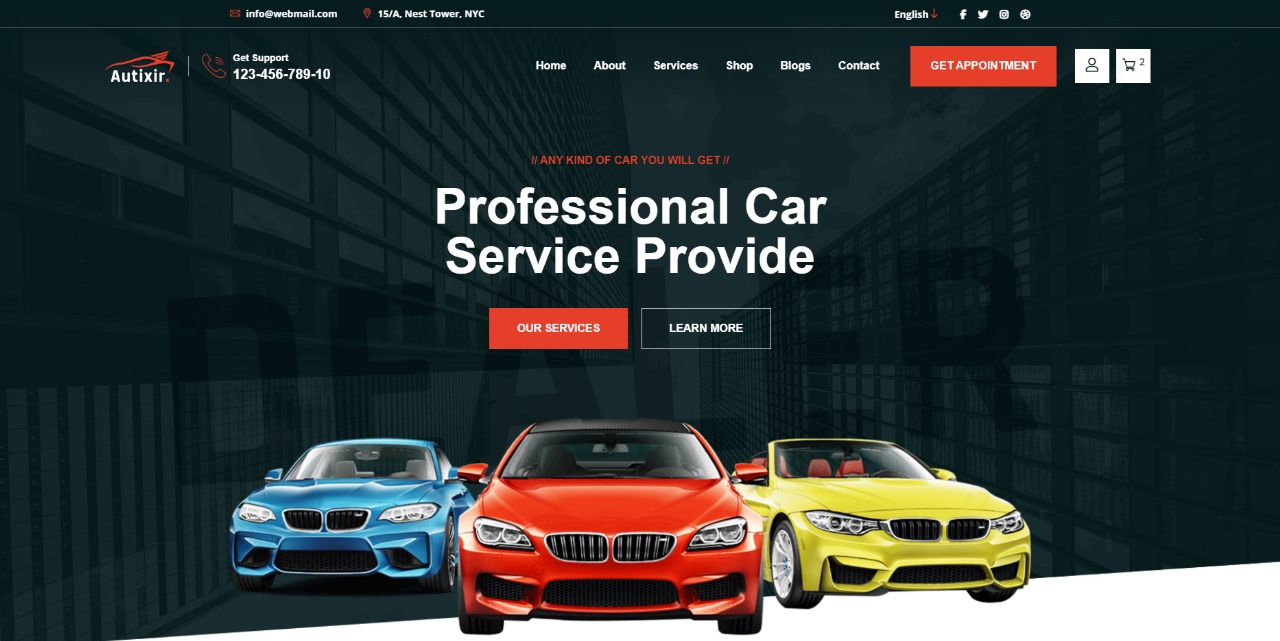 info@webmail.com
15/A, Nest Tower, NYC
English
Autixir.
Get Support
123-456-789-10
Home
About
Services
Shop
Blogs
Contact
GET APPOINTMENT
2
// ANY KIND OF CAR YOU WILL GET //
Professional Car
Service Provide
OUR SERVICES
LEARN MORE
DEALER